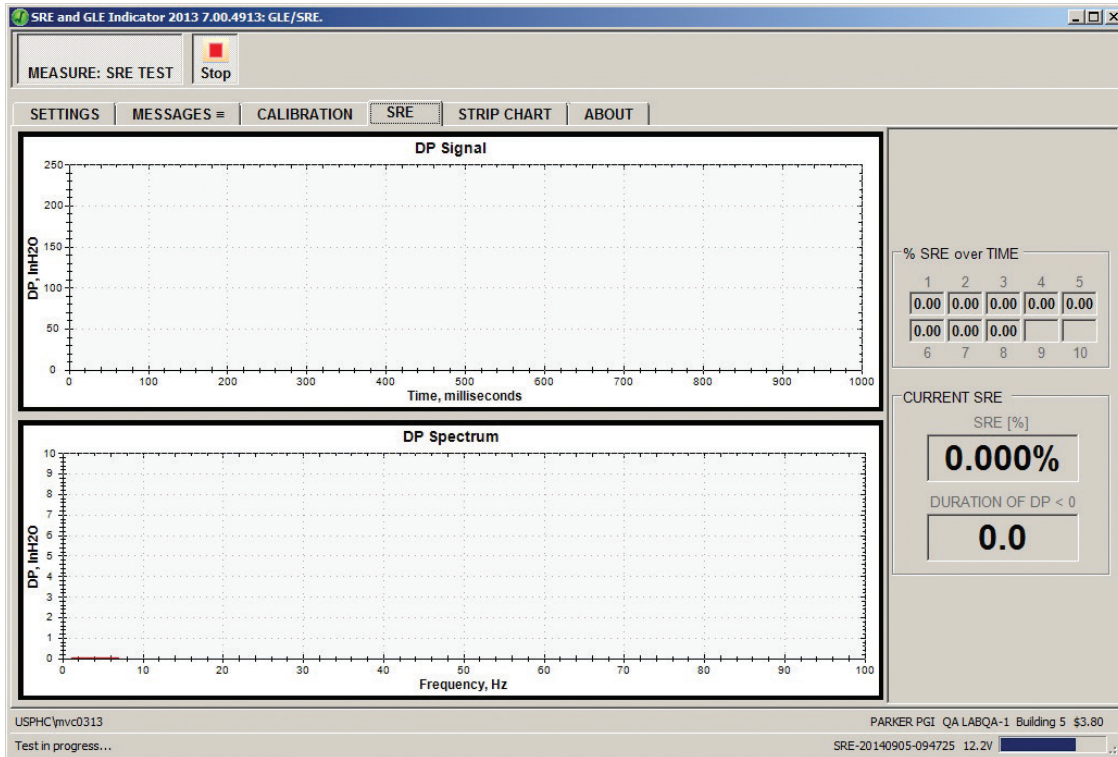 SRE and GLE Indicator 2013 7.00.4913: GLE/SRE.
MEASURE: SRE TEST
Stop
SETTINGS
MESSAGES ≡
CALIBRATION
SRE
STRIP CHART
ABOUT
DP Signal
DP, InH2O
250
200
150
100
50
0
0 100 200 300 400 500 600 700 800 900 1000
Time, milliseconds
DP Spectrum
DP, InH2O
10
9
8
7
6
5
4
3
2
1
0
0 10 20 30 40 50 60 70 80 90 100
Frequency, Hz
% SRE over TIME
1 2 3 4 5
0.00 0.00 0.00 0.00 0.00
0.00 0.00 0.00
6 7 8 9 10
CURRENT SRE
SRE [%]
0.000%
DURATION OF DP < 0
0.0
USPHC\mvc0313
PARKER PGI QA LABQA-1 Building 5 $3.80
Test in progress...
SRE-20140905-094725 12.2V